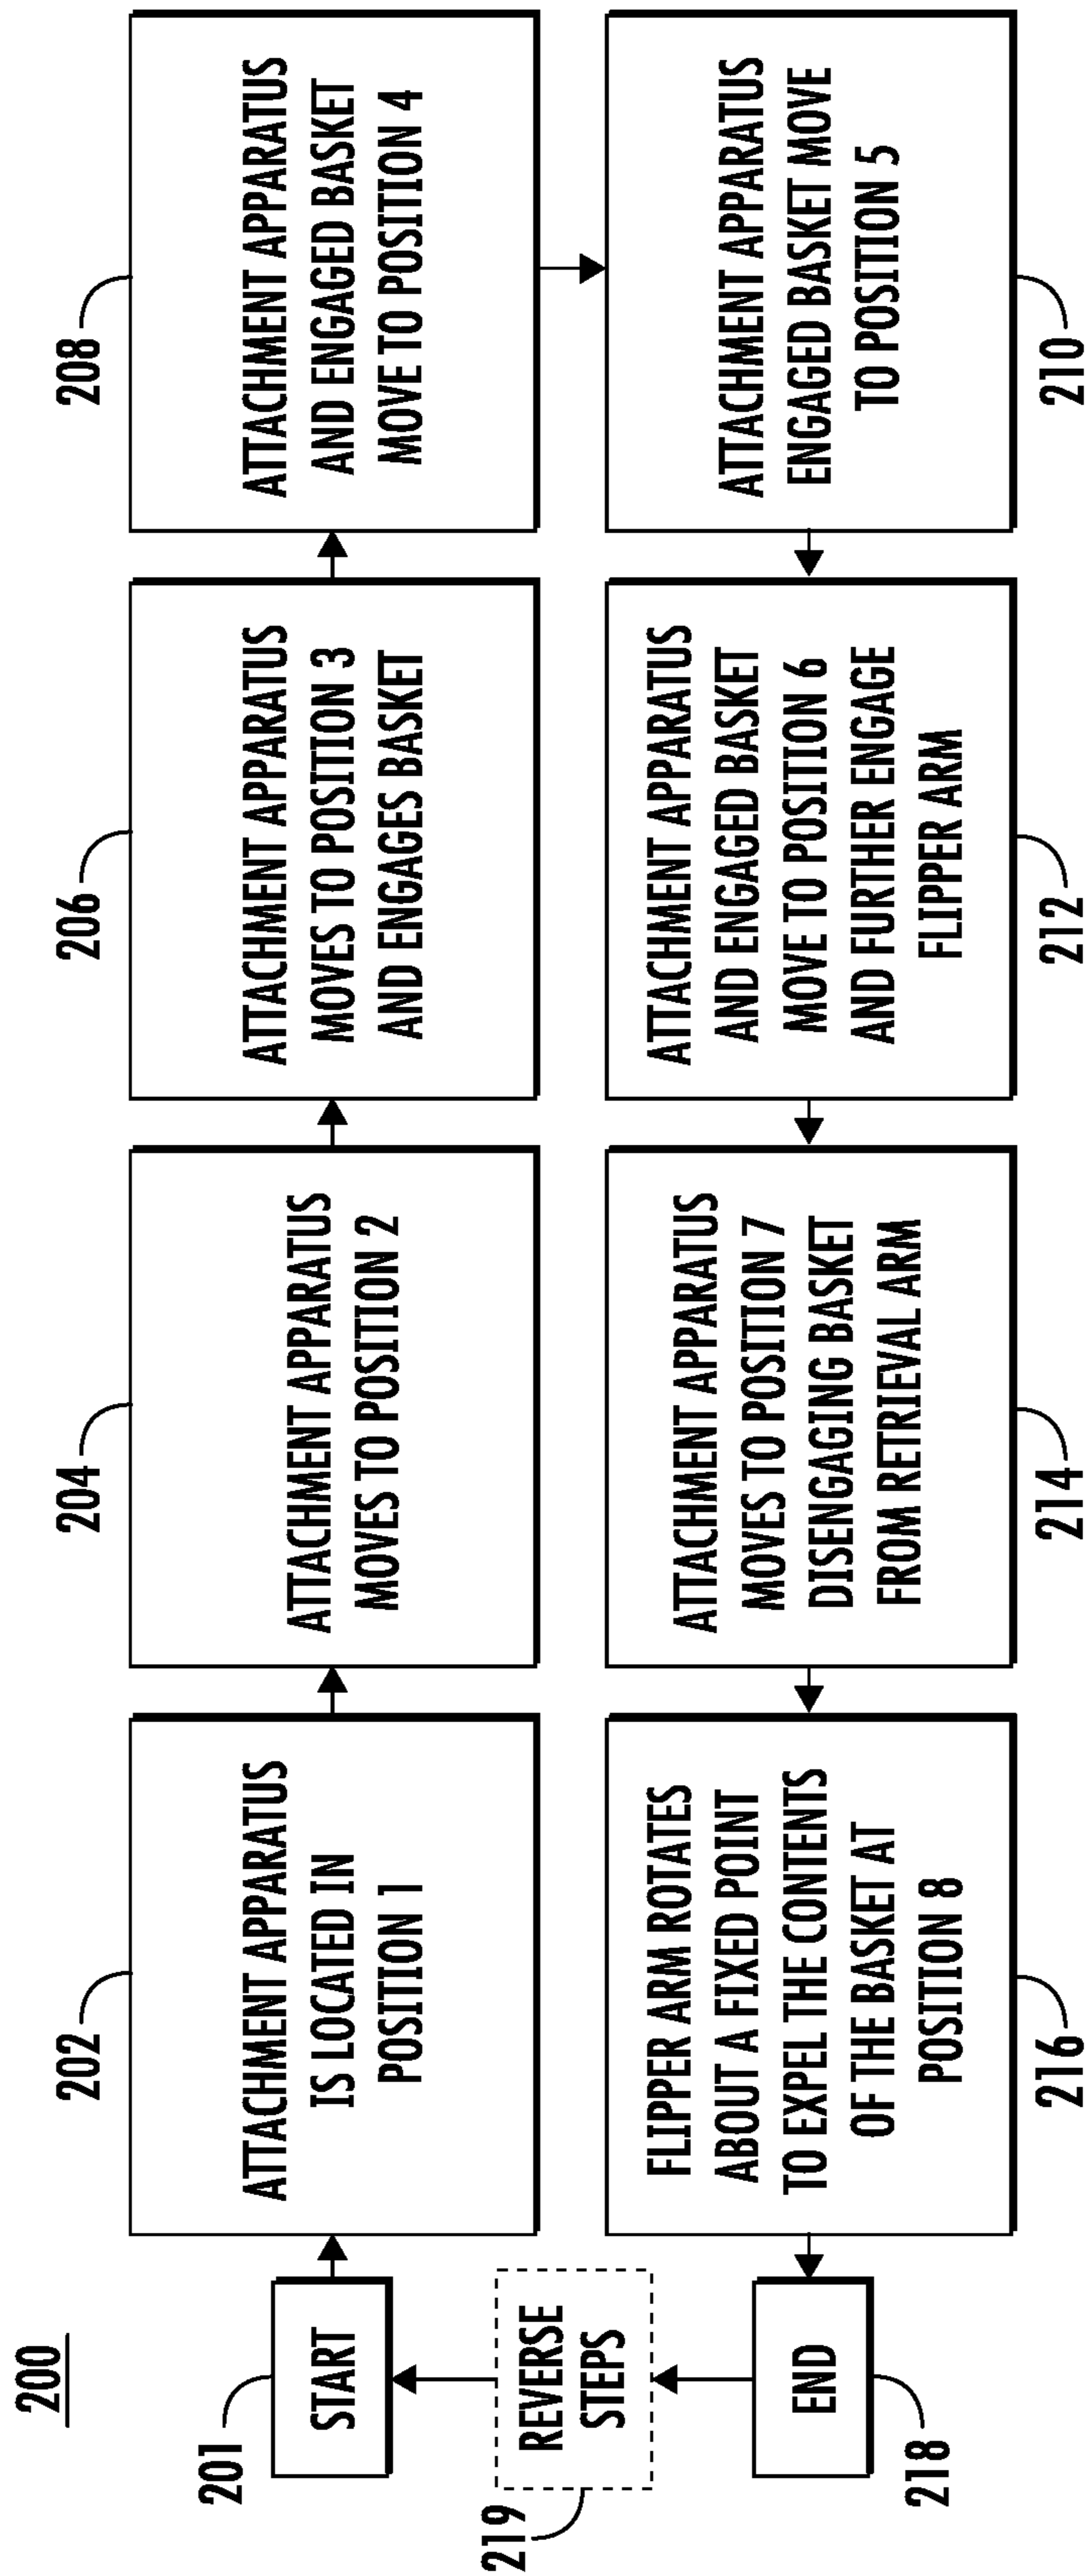 200
201
START
202
ATTACHMENT APPARATUS
IS LOCATED IN
POSITION 1
204
ATTACHMENT APPARATUS
MOVES TO POSITION 2
206
ATTACHMENT APPARATUS
MOVES TO POSITION 3
AND ENGAGES BASKET
208
ATTACHMENT APPARATUS
AND ENGAGED BASKET
MOVE TO POSITION 4
ATTACHMENT APPARATUS
ENGAGED BASKET MOVE
TO POSITION 5
210
ATTACHMENT APPARATUS
AND ENGAGED BASKET
MOVE TO POSITION 6
AND FURTHER ENGAGE
FLIPPER ARM
212
ATTACHMENT APPARATUS
MOVES TO POSITION 7
DISENGAGING BASKET
FROM RETRIEVAL ARM
214
FLIPPER ARM ROTATES
ABOUT A FIXED POINT
TO EXPEL THE CONTENTS
OF THE BASKET AT
POSITION 8
216
END
218
REVERSE
STEPS
219